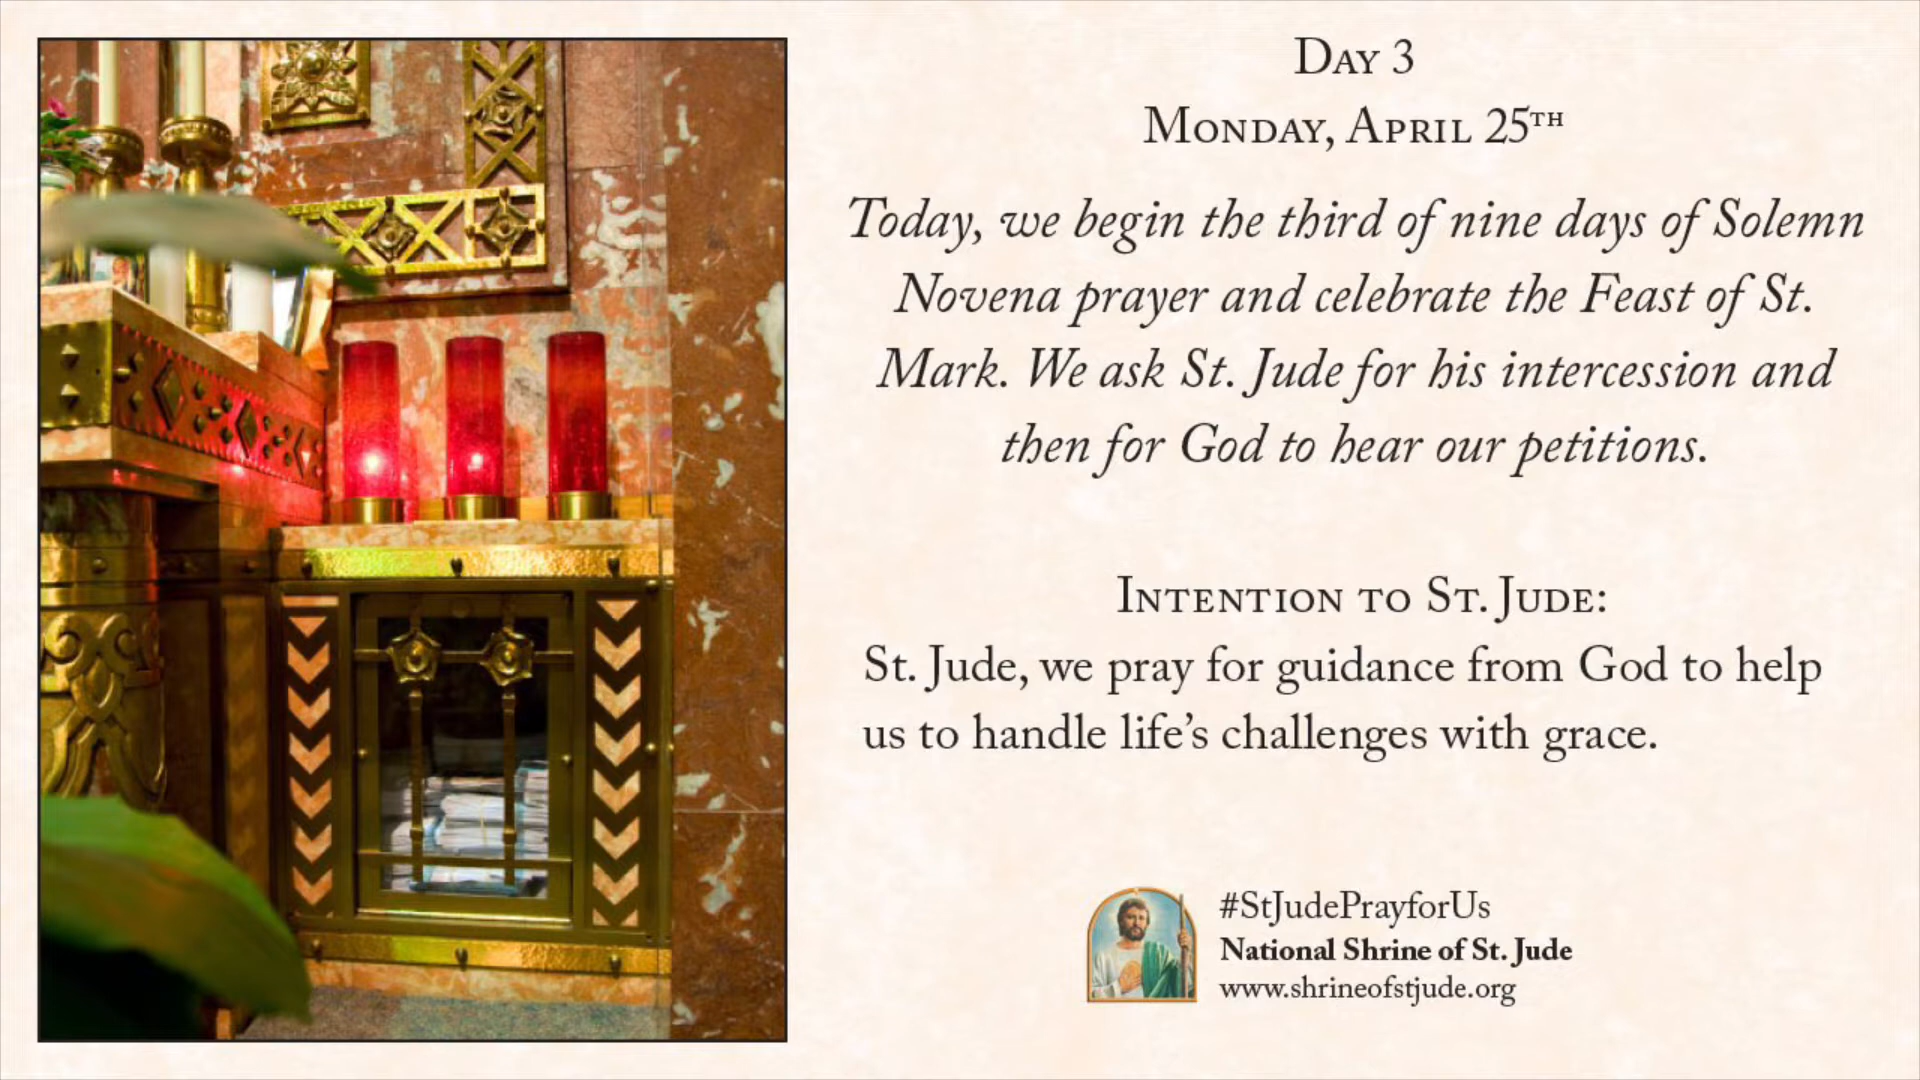 Day 3
Monday, April 25TH
Today, we begin the third of nine days of Solemn
Novena prayer and celebrate the Feast of St.
Mark. We ask St. Jude for his intercession and
then for God to hear our petitions.
Intention to St. Jude:
St. Jude, we pray for guidance from God to help
us to handle life’s challenges with grace.
#StJudePrayforUs
National Shrine of St. Jude
www.shrineofstjude.org